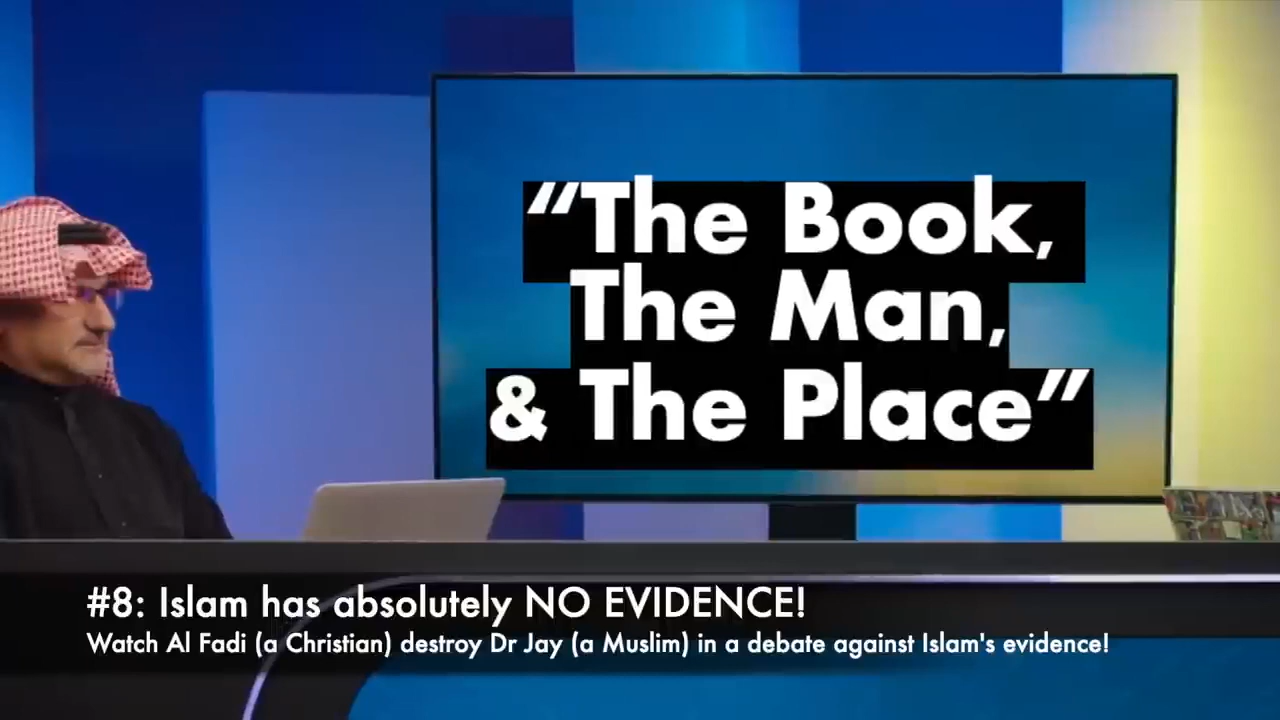 “The Book,
The Man,
& The Place”
#8: Islam has absolutely NO EVIDENCE!
Watch Al Fadi (a Christian) destroy Dr Jay (a Muslim) in a debate against Islam's evidence!